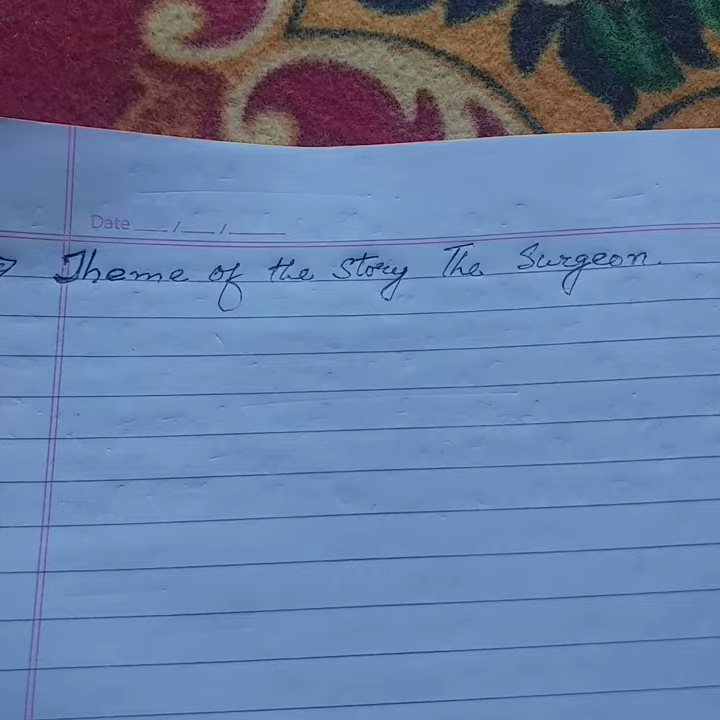 Date __/__/____
Theme of the Story The Surgeon.